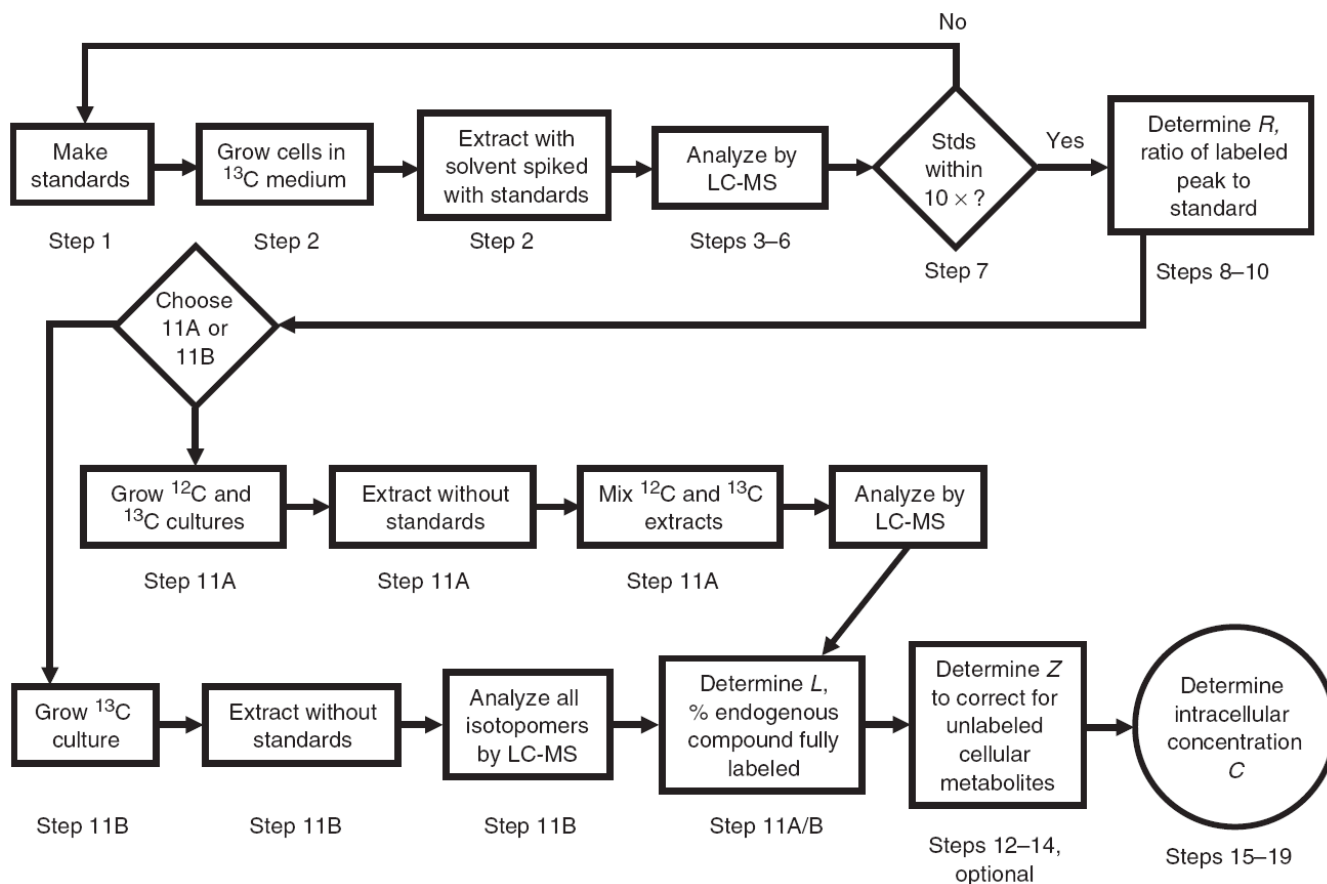 No
Make
standards
Step 1
Grow cells in
¹³C medium
Step 2
Extract with
solvent spiked
with standards
Step 2
Analyze by
LC-MS
Steps 3–6
Stds
within
10 × ?
Step 7
Yes
Determine R,
ratio of labeled
peak to
standard
Steps 8–10
Choose
11A or
11B
Grow ¹²C and
¹³C cultures
Step 11A
Extract without
standards
Step 11A
Mix ¹²C and ¹³C
extracts
Step 11A
Analyze by
LC-MS
Grow ¹³C
culture
Step 11B
Extract without
standards
Step 11B
Analyze all
isotopomers
by LC-MS
Step 11B
Determine L,
% endogenous
compound fully
labeled
Step 11A/B
Determine Z
to correct for
unlabeled
cellular
metabolites
Steps 12–14,
optional
Determine
intracellular
concentration
C
Steps 15–19